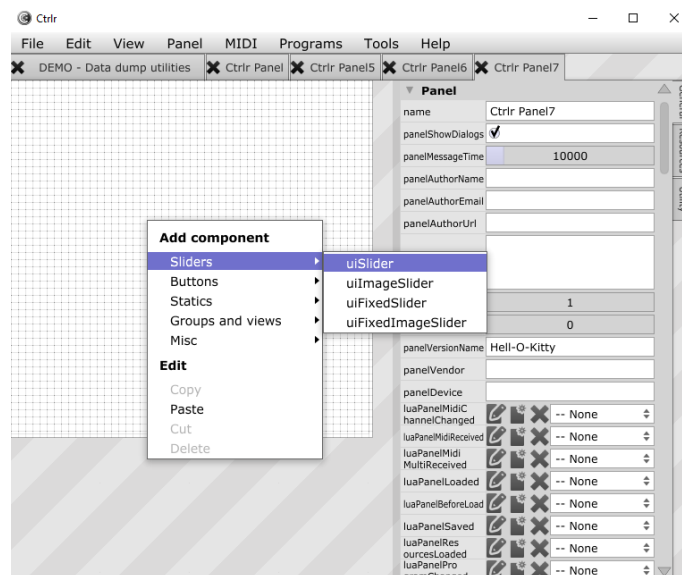 Ctrlr
File Edit View Panel MIDI Programs Tools Help
DEMO - Data dump utilities Ctrlr Panel Ctrlr Panel5 Ctrlr Panel6 Ctrlr Panel7
Panel
name Ctrlr Panel7
panelShowDialogs
panelMessageTime 10000
panelAuthorName
panelAuthorEmail
panelAuthorUrl
Add component
Sliders
Buttons
Statics
Groups and views
Misc
Edit
Copy
Paste
Cut
Delete
uiSlider
uiImageSlider
uiFixedSlider
uiFixedImageSlider
1
0
panelVersionName Hell-O-Kitty
panelVendor
panelDevice
luaPanelMidiC
hannelChanged -- None
luaPanelMidiReceived -- None
luaPanelMidi
MultiReceived -- None
luaPanelLoaded -- None
luaPanelBeforeLoad -- None
luaPanelSaved -- None
luaPanelRes
ourcesLoaded -- None
luaPanelPro
-- None
Resources